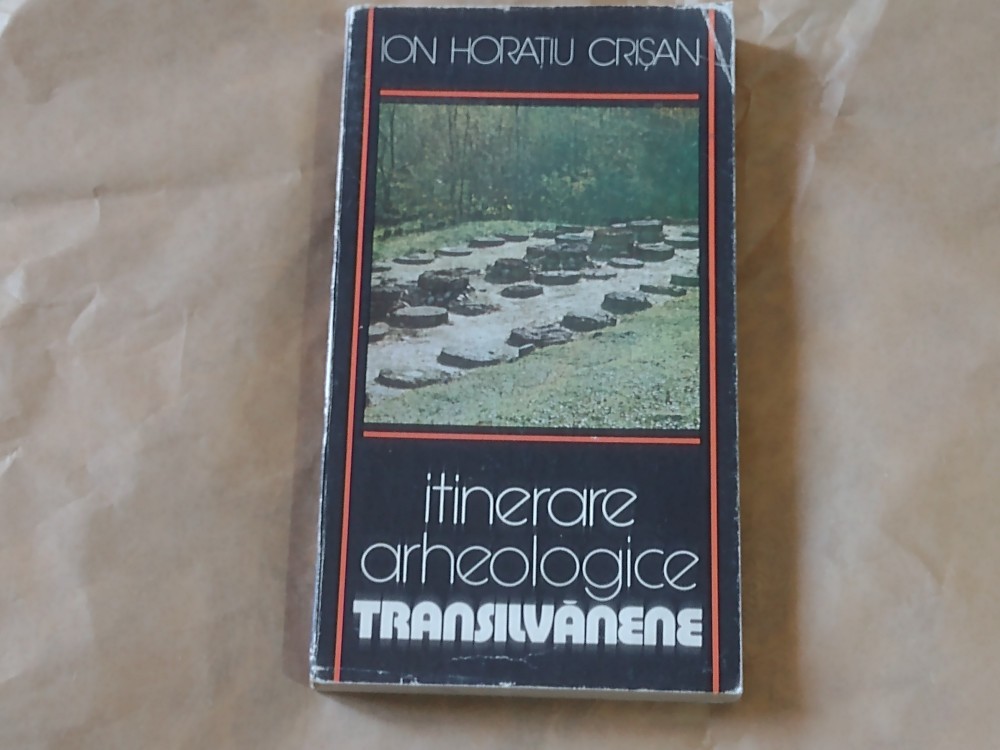 ION HORAȚIU CRIȘAN
itinerare
arheologice
TRANSILVĂNENE